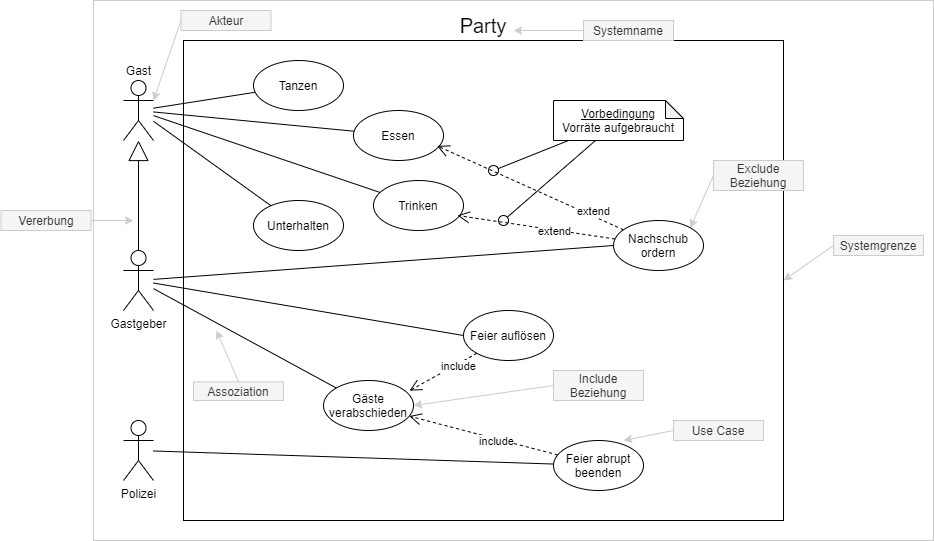 Akteur
Party
Systemname
Gast
Tanzen
Vorbedingung
Vorräte aufgebraucht
Essen
Exclude
Beziehung
Trinken
extend
Vererbung
Unterhalten
extend
Nachschub
ordern
Systemgrenze
Gastgeber
Feier auflösen
include
Include
Beziehung
Assoziation
Gäste
verabschieden
Use Case
include
Feier abrupt
beenden
Polizei